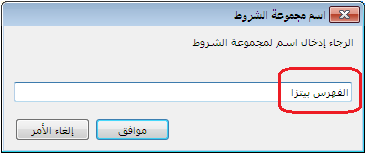 اسم مجموعة الشروط
الرجاء إدخال اسم لمجموعة الشروط
الفهرس بيتزا
موافق
إلغاء الأمر